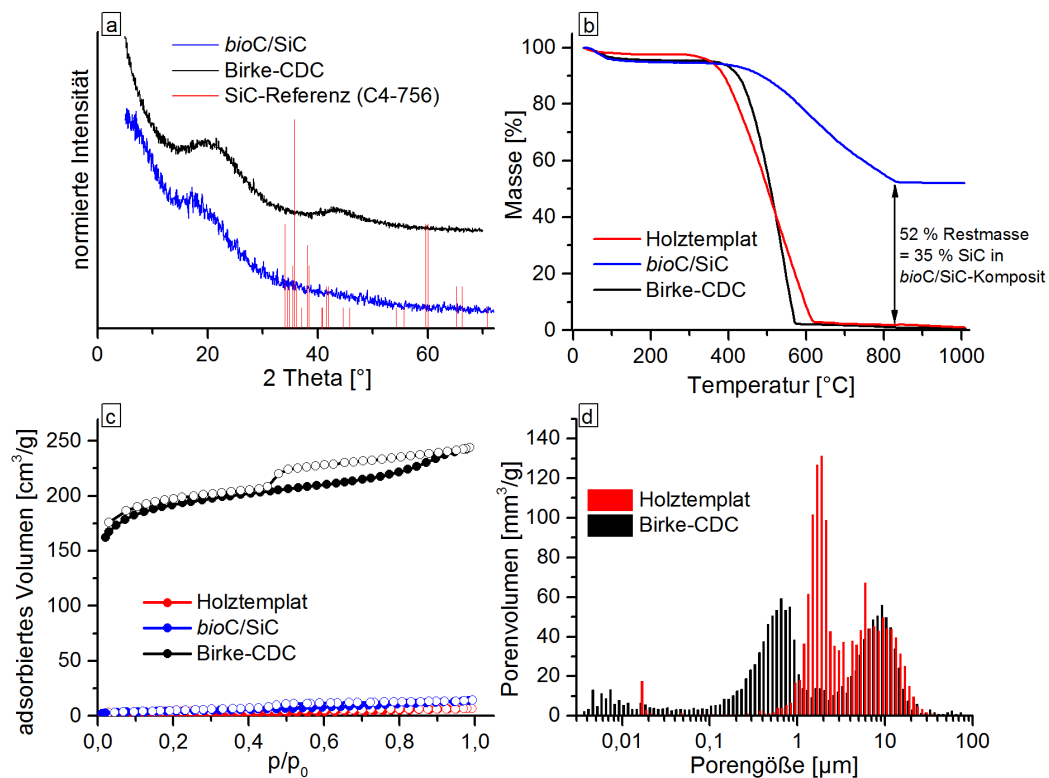 a
bioC/SiC
Birke-CDC
SiC-Referenz (C4-756)
normierte Intensität
0 20 40 60
2 Theta [°]
b
100
80
60
40
20
0
Masse [%]
Holztemplat
bioC/SiC
Birke-CDC
52 % Restmasse
= 35 % SiC in
bioC/SiC-Komposit
0 200 400 600 800 1000
Temperatur [°C]
c
250
200
150
100
50
0
adsorbiertes Volumen [cm³/g]
Holztemplat
bioC/SiC
Birke-CDC
0,0 0,2 0,4 0,6 0,8 1,0
p/p₀
d
140
120
100
80
60
40
20
0
Porenvolumen [mm³/g]
Holztemplat
Birke-CDC
0,01 0,1 1 10 100
Porengöße [µm]